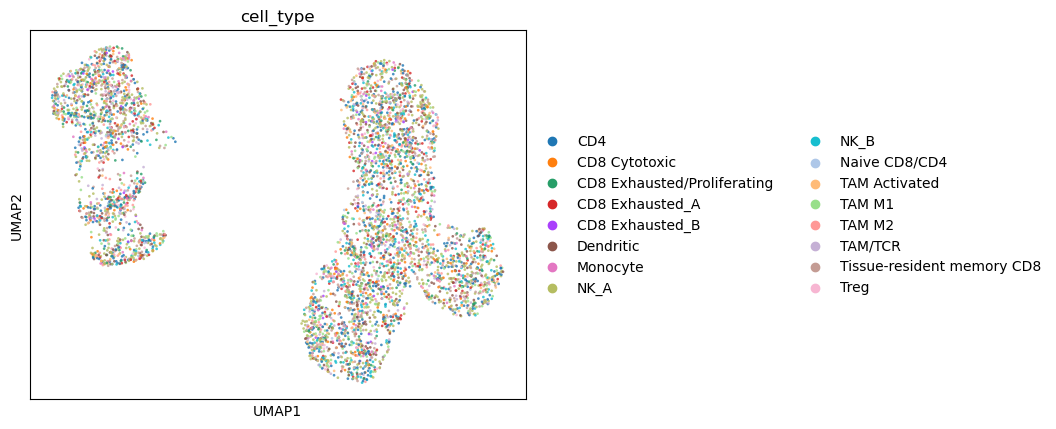 cell_type
UMAP2
UMAP1
CD4
CD8 Cytotoxic
CD8 Exhausted/Proliferating
CD8 Exhausted_A
CD8 Exhausted_B
Dendritic
Monocyte
NK_A
NK_B
Naive CD8/CD4
TAM Activated
TAM M1
TAM M2
TAM/TCR
Tissue-resident memory CD8
Treg